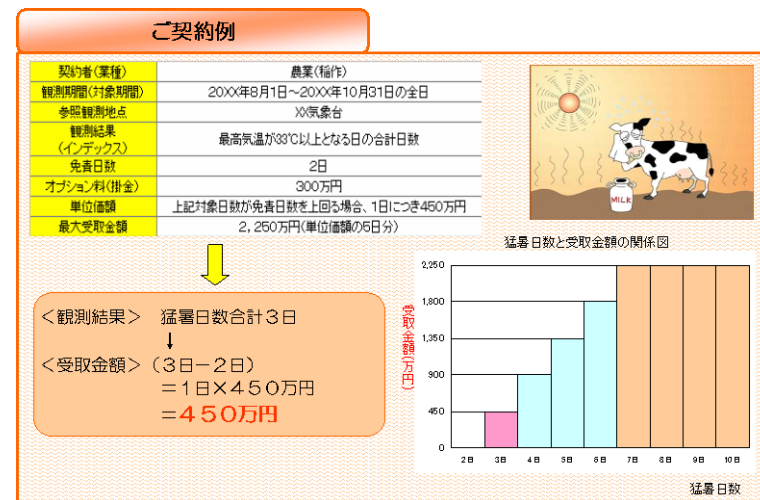 ご契約例
契約者(業種) 農業(稲作)
観測期間(対象期間) 20XX年8月1日~20XX年10月31日の全日
参照観測地点 XX気象台
観測結果
(インデックス) 最高気温が33℃以上となる日の合計日数
免責日数 2日
オプション料(掛金) 300万円
単位価額 上記対象日数が免責日数を上回る場合、1日につき450万円
最大受取金額 2,250万円(単位価額の5日分)
MILK
<観測結果> 猛暑日数合計3日
↓
<受取金額>(3日-2日)
=1日×450万円
=450万円
猛暑日数と受取金額の関係図
受取金額(万円)
2,250
1,800
1,350
900
450
0
2日 3日 4日 5日 6日 7日 8日 9日 10日
猛暑日数